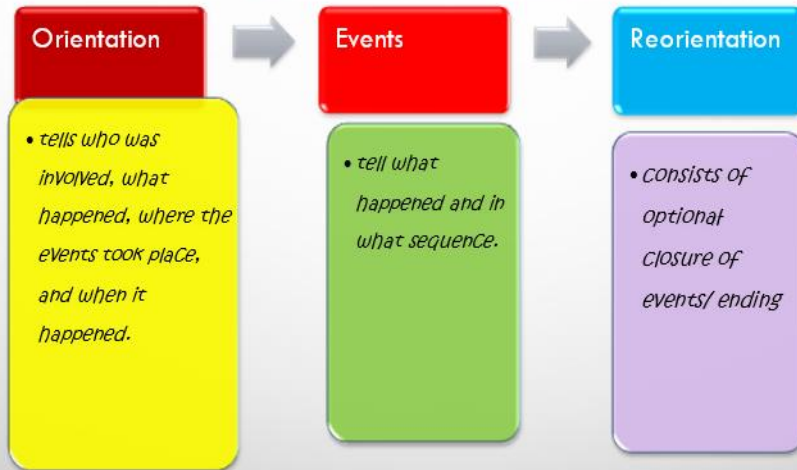 Orientation
• tells who was
involved, what
happened, where the
events took place,
and when it
happened.
Events
• tell what
happened and in
what sequence.
Reorientation
• consists of
optional
closure of
events/ ending